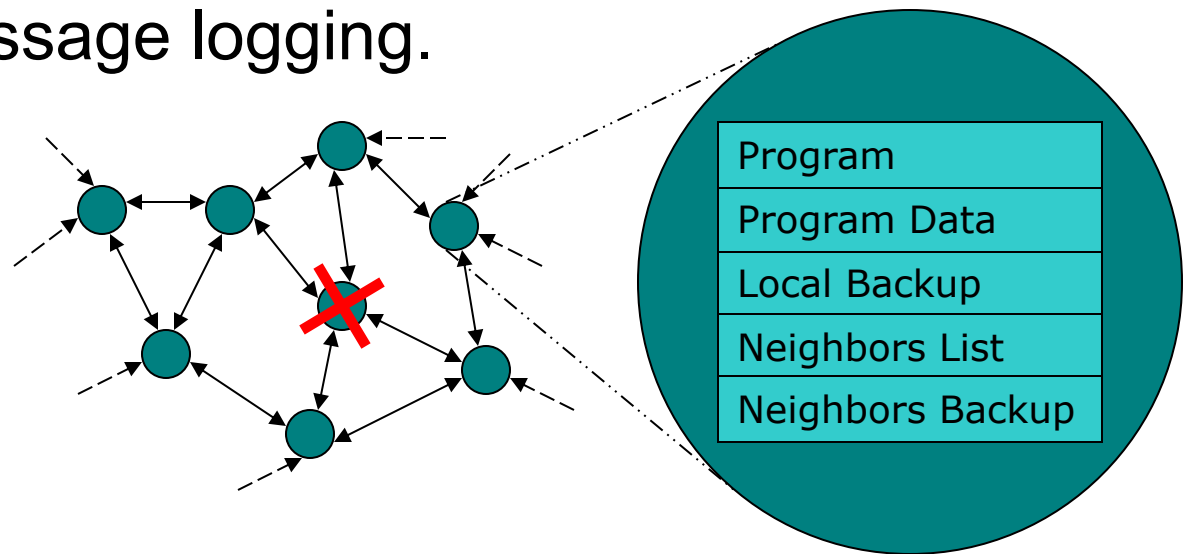 ssage logging.
Program
Program Data
Local Backup
Neighbors List
Neighbors Backup